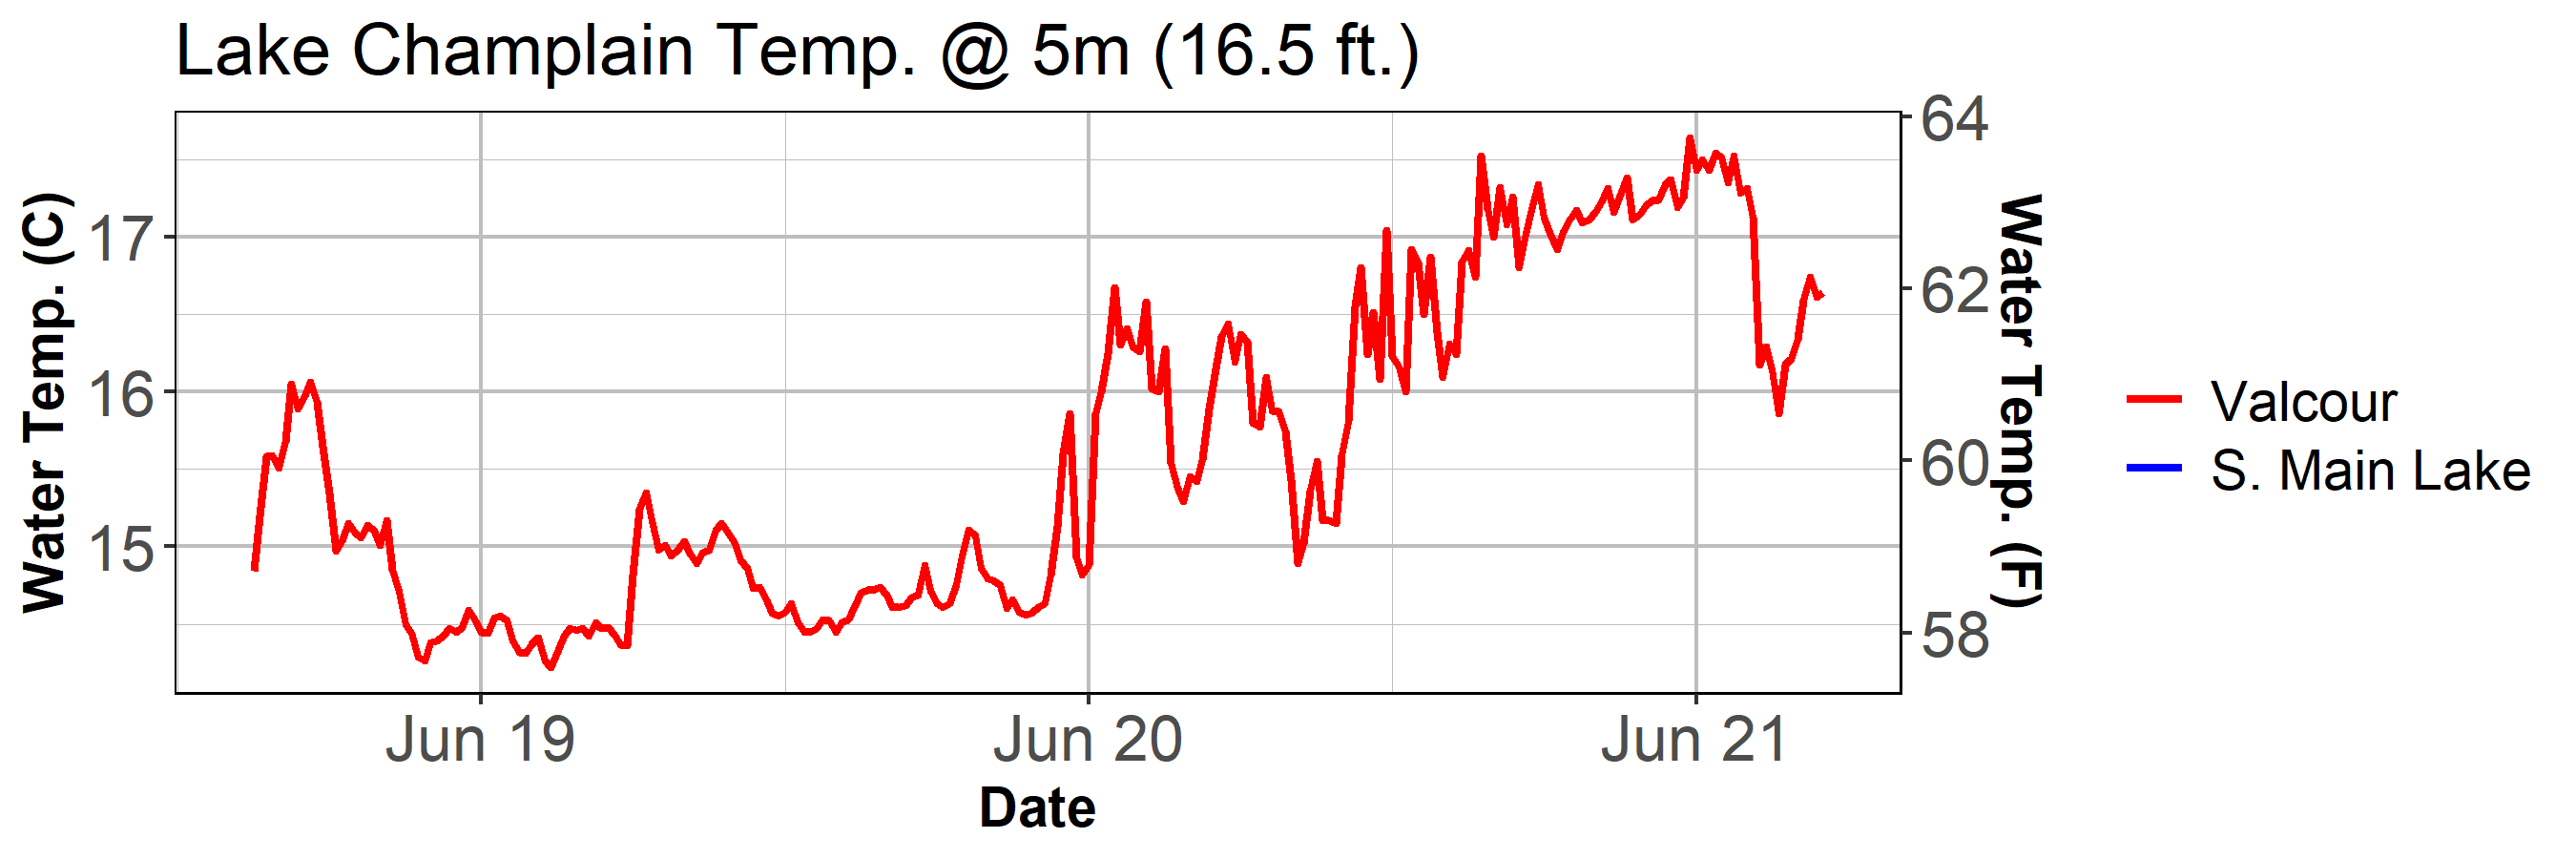 Lake Champlain Temp. @ 5m (16.5 ft.)
Water Temp. (C)
17
16
15
64
62
60
58
Water Temp. (F)
Jun 19
Jun 20
Jun 21
Date
Valcour
S. Main Lake